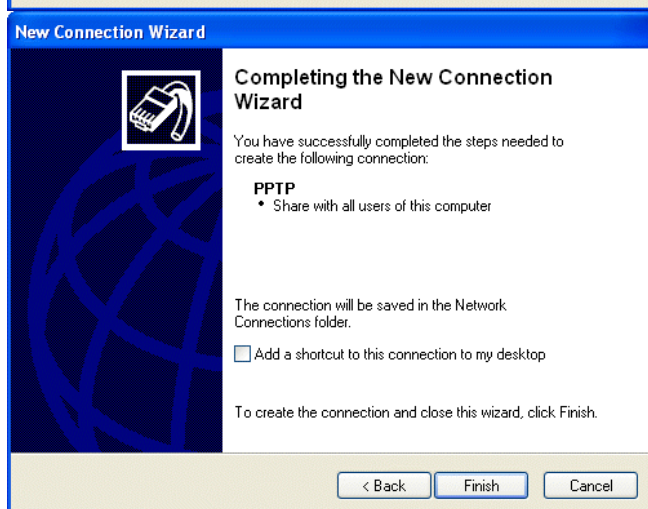 New Connection Wizard
Completing the New Connection
Wizard
You have successfully completed the steps needed to
create the following connection:
PPTP
• Share with all users of this computer
The connection will be saved in the Network
Connections folder.
Add a shortcut to this connection to my desktop
To create the connection and close this wizard, click Finish.
< Back Finish Cancel